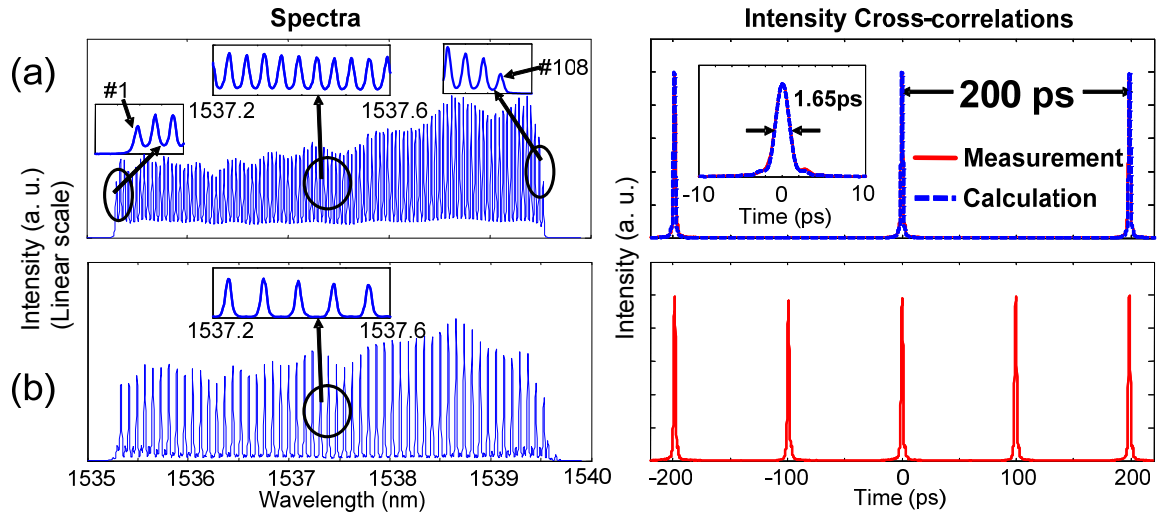 Spectra
Intensity Cross-correlations
(a)
#1
1537.2
1537.6
#108
Intensity (a. u.)
(Linear scale)
1.65ps
-10
0
10
Time (ps)
200 ps
Measurement
Calculation
Intensity (a. u.)
(b)
1537.2
1537.6
1535
1536
1537
1538
1539
1540
Wavelength (nm)
−200
−100
0
100
200
Time (ps)